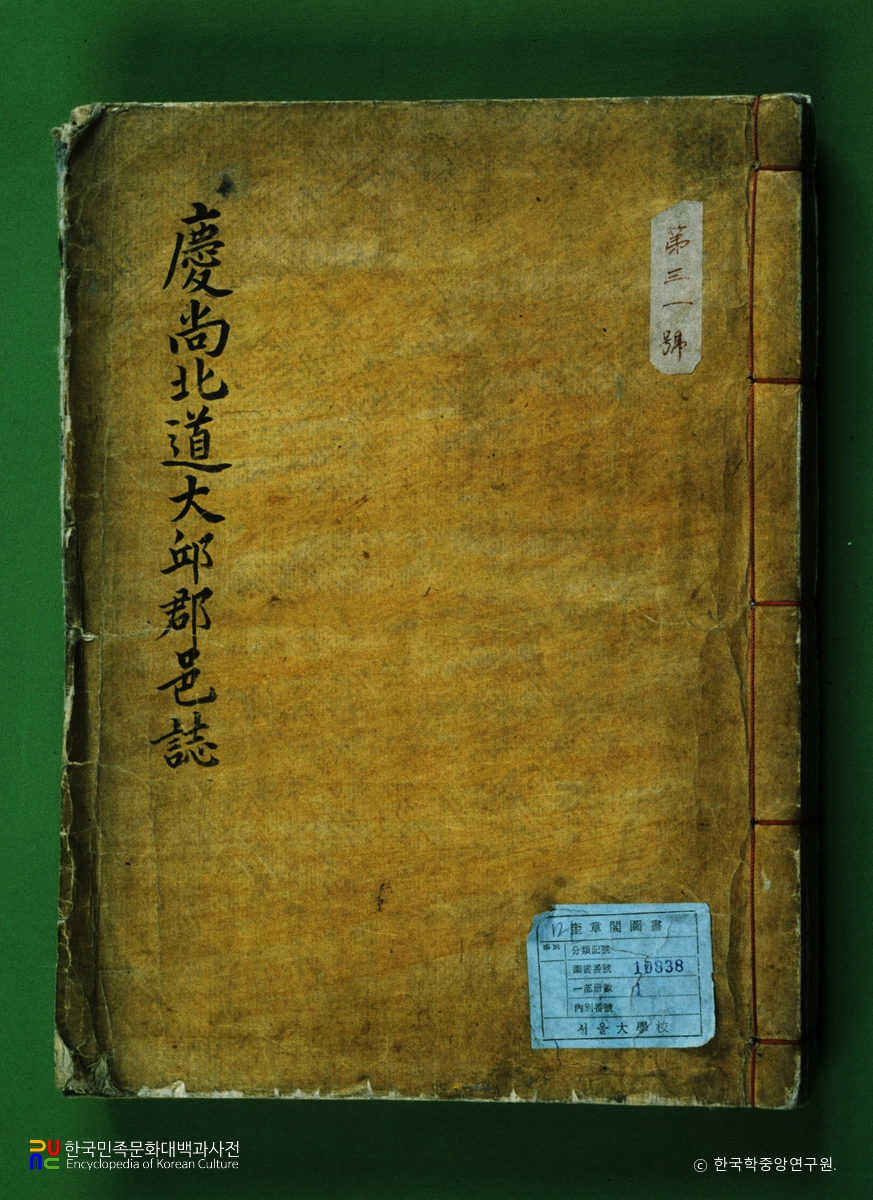 慶尚北道大邱郡邑誌
第三一號
奎章閣圖書
分類記號
圖書番號 10838
一部冊數 1
內別番號
서울大學校
한국민족문화대백과사전
Encyclopedia of Korean Culture
ⓒ 한국학중앙연구원.